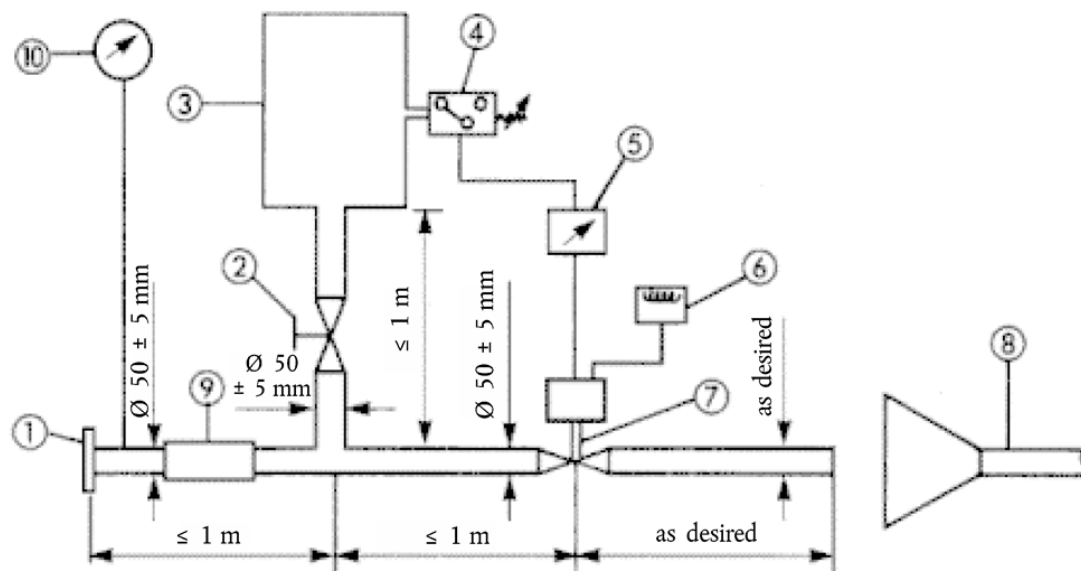 ④
⑩
③
⑤
②
⑥
Ø 50 ± 5 mm
≤ 1 m
Ø 50 ± 5 mm
as desired
Ø 50
± 5 mm
⑧
⑨
⑦
①
≤ 1 m
≤ 1 m
as desired